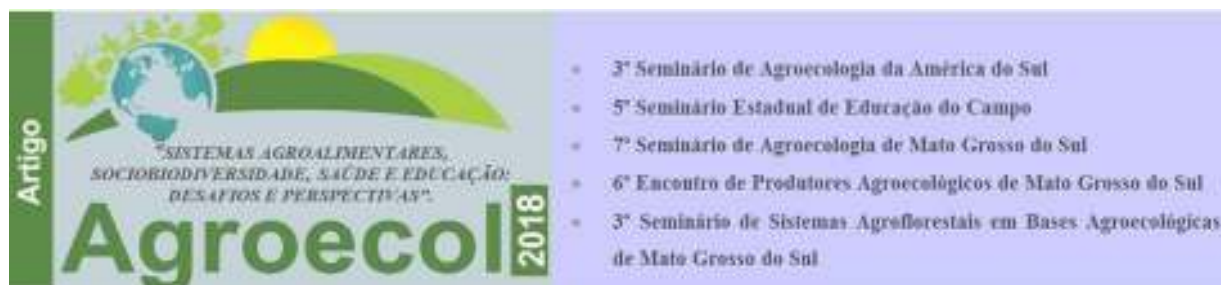 Artigo
"SISTEMAS AGROALIMENTARES,
SOCIOBIODIVERSIDADE, SAÚDE E EDUCAÇÃO:
DESAFIOS E PERSPECTIVAS".
Agroecol 2018
3º Seminário de Agroecologia da América do Sul
5º Seminário Estadual de Educação do Campo
7º Seminário de Agroecologia de Mato Grosso do Sul
6º Encontro de Produtores Agroecológicos de Mato Grosso do Sul
3º Seminário de Sistemas Agroflorestais em Bases Agroecológicas
de Mato Grosso do Sul